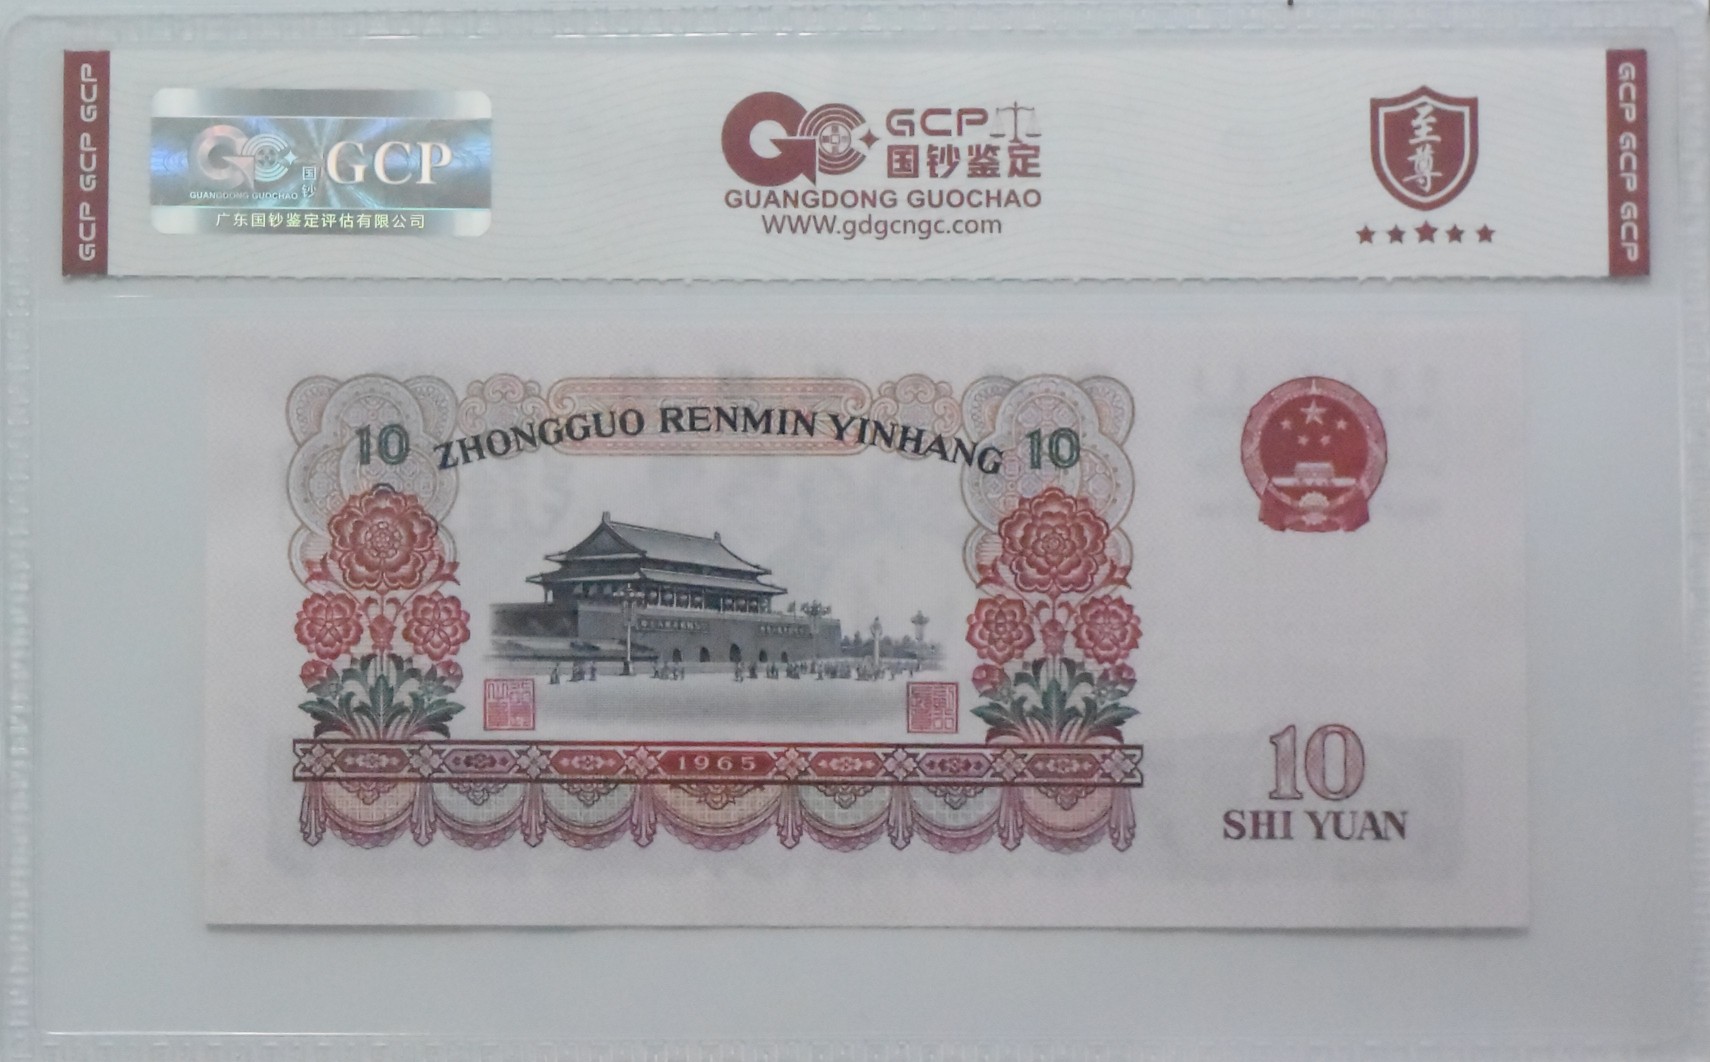 GCP GCP GCP
国钞
GCP
GUANGDONG GUOCHAO
广东国钞鉴定评估有限公司
GCP
国钞鉴定
GUANGDONG GUOCHAO
WWW.gdgcngc.com
至尊
GCP GCP GCP GCP
10 ZHONGGUO RENMIN YINHANG 10
1965
10
SHI YUAN